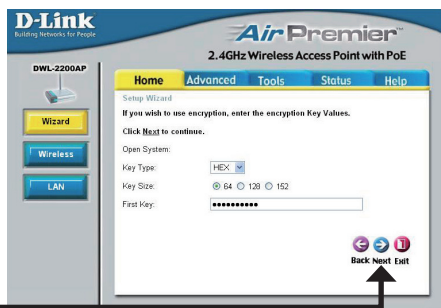 D-Link
Building Networks for People
AirPremier™
2.4GHz Wireless Access Point with PoE
DWL-2200AP
Home Advanced Tools Status Help
Wizard
Wireless
LAN
Setup Wizard
If you wish to use encryption, enter the encryption Key Values.
Click Next to continue.
Open System:
Key Type: HEX
Key Size: 64 128 152
First Key: ••••••••••
Back Next Exit